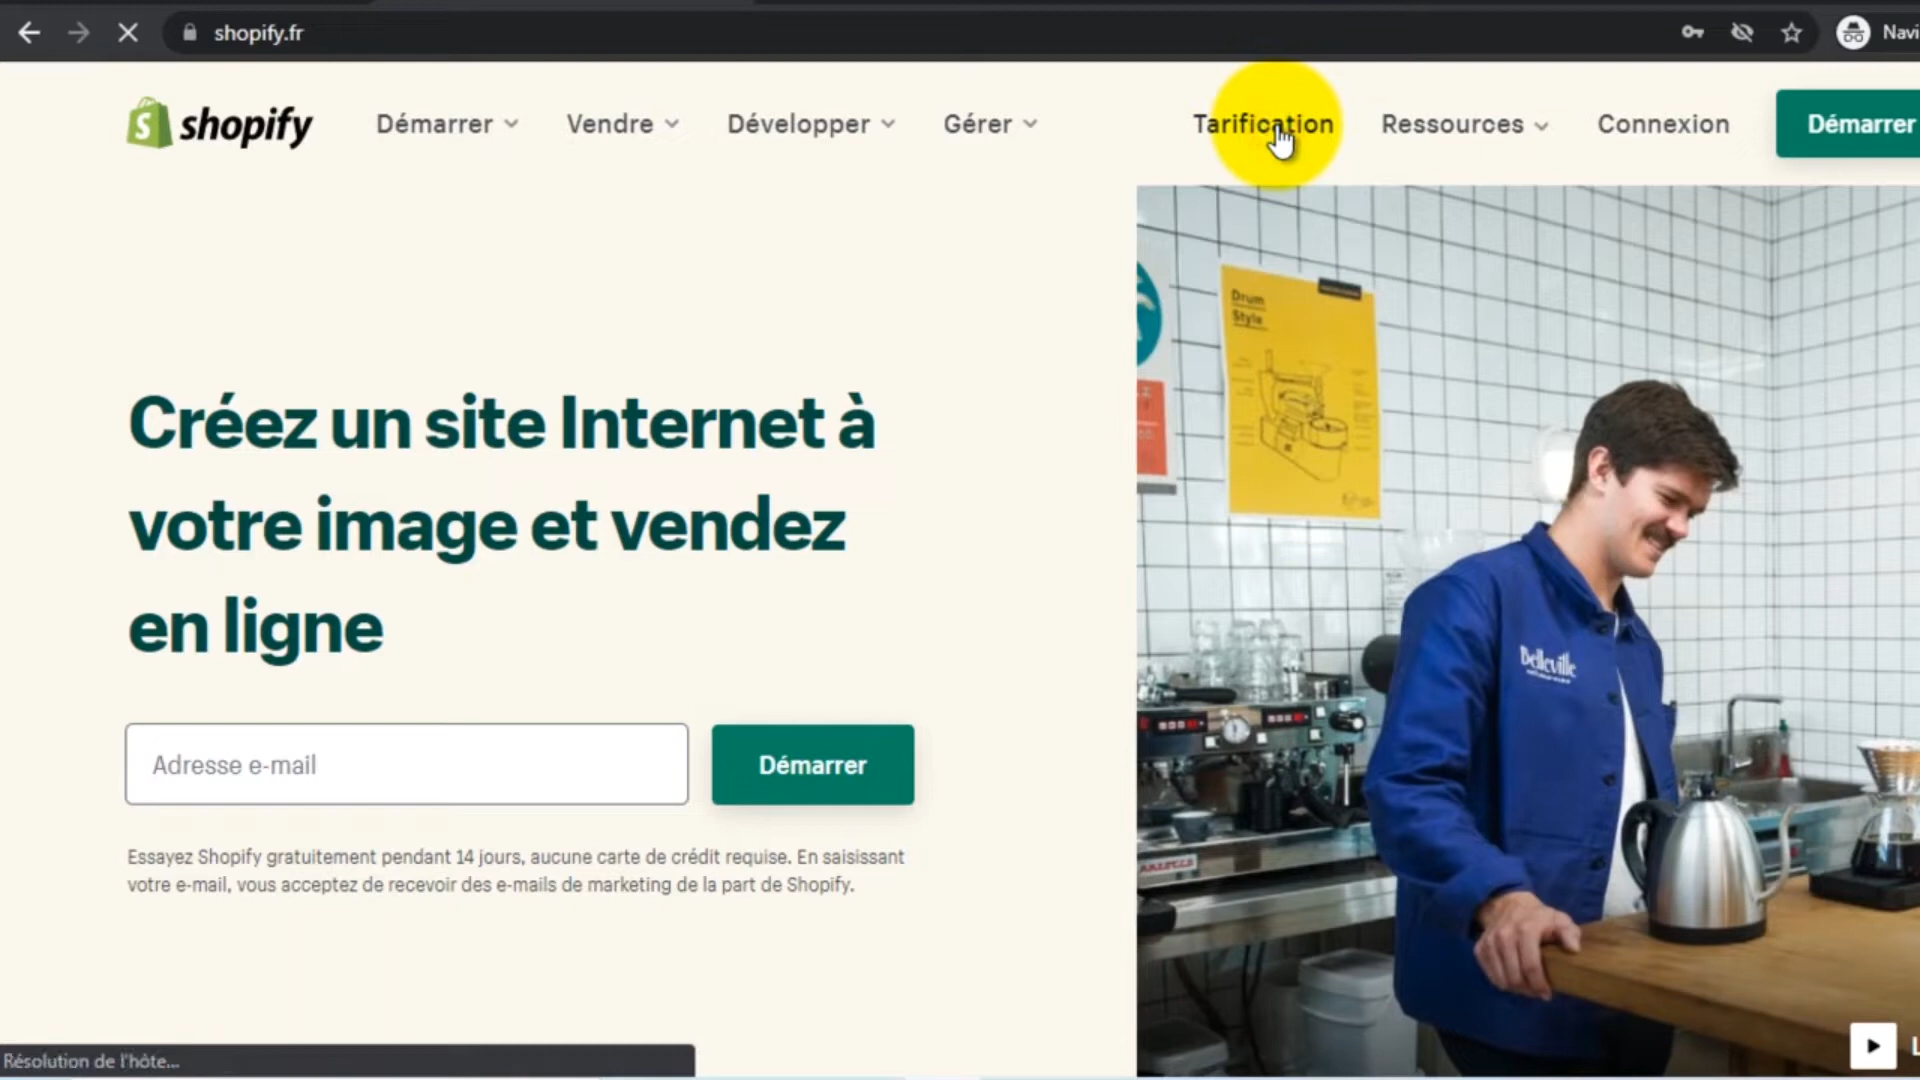 shopify.fr
Navi
shopify
Démarrer
Vendre
Développer
Gérer
Tarification
Ressources
Connexion
Démarrer
Drum
Style
Créez un site Internet à
votre image et vendez
en ligne
Belleville
Adresse e-mail
Démarrer
Essayez Shopify gratuitement pendant 14 jours, aucune carte de crédit requise. En saisissant
votre e-mail, vous acceptez de recevoir des e-mails de marketing de la part de Shopify.
Résolution de l'hôte...